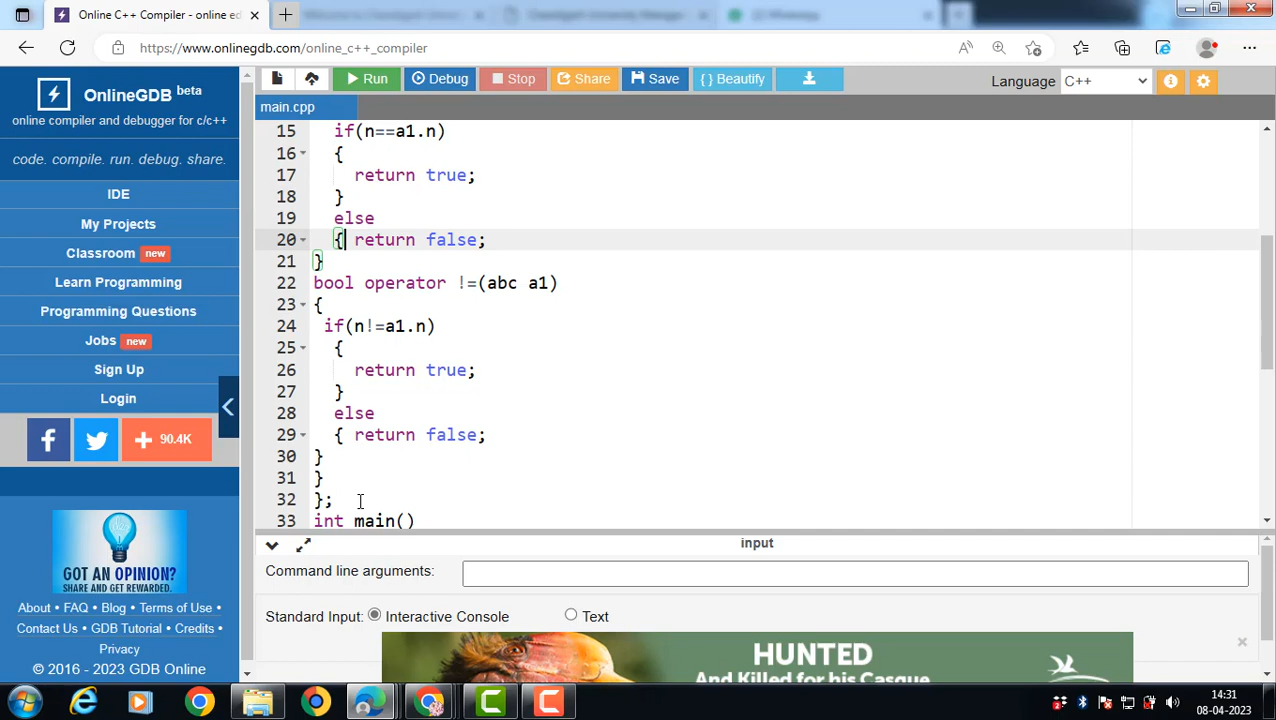 Online C++ Compiler - online ed
https://www.onlinegdb.com/online_c++_compiler
OnlineGDB beta
online compiler and debugger for c/c++
code. compile. run. debug. share.
IDE
My Projects
Classroom new
Learn Programming
Programming Questions
Jobs new
Sign Up
Login
90.4K
GOT AN OPINION?
SHARE AND GET REWARDED.
About • FAQ • Blog • Terms of Use •
Contact Us • GDB Tutorial • Credits •
Privacy
© 2016 - 2023 GDB Online
Run Debug Stop Share Save { } Beautify
Language C++
main.cpp
15 if(n==a1.n)
16 {
17 return true;
18 }
19 else
20 { return false;
21 }
22 bool operator !=(abc a1)
23 {
24 if(n!=a1.n)
25 {
26 return true;
27 }
28 else
29 { return false;
30 }
31 }
32 };
33 int main()
input
Command line arguments:
Standard Input: Interactive Console Text
HUNTED
And Killed for his Casque
14:31
08-04-2023